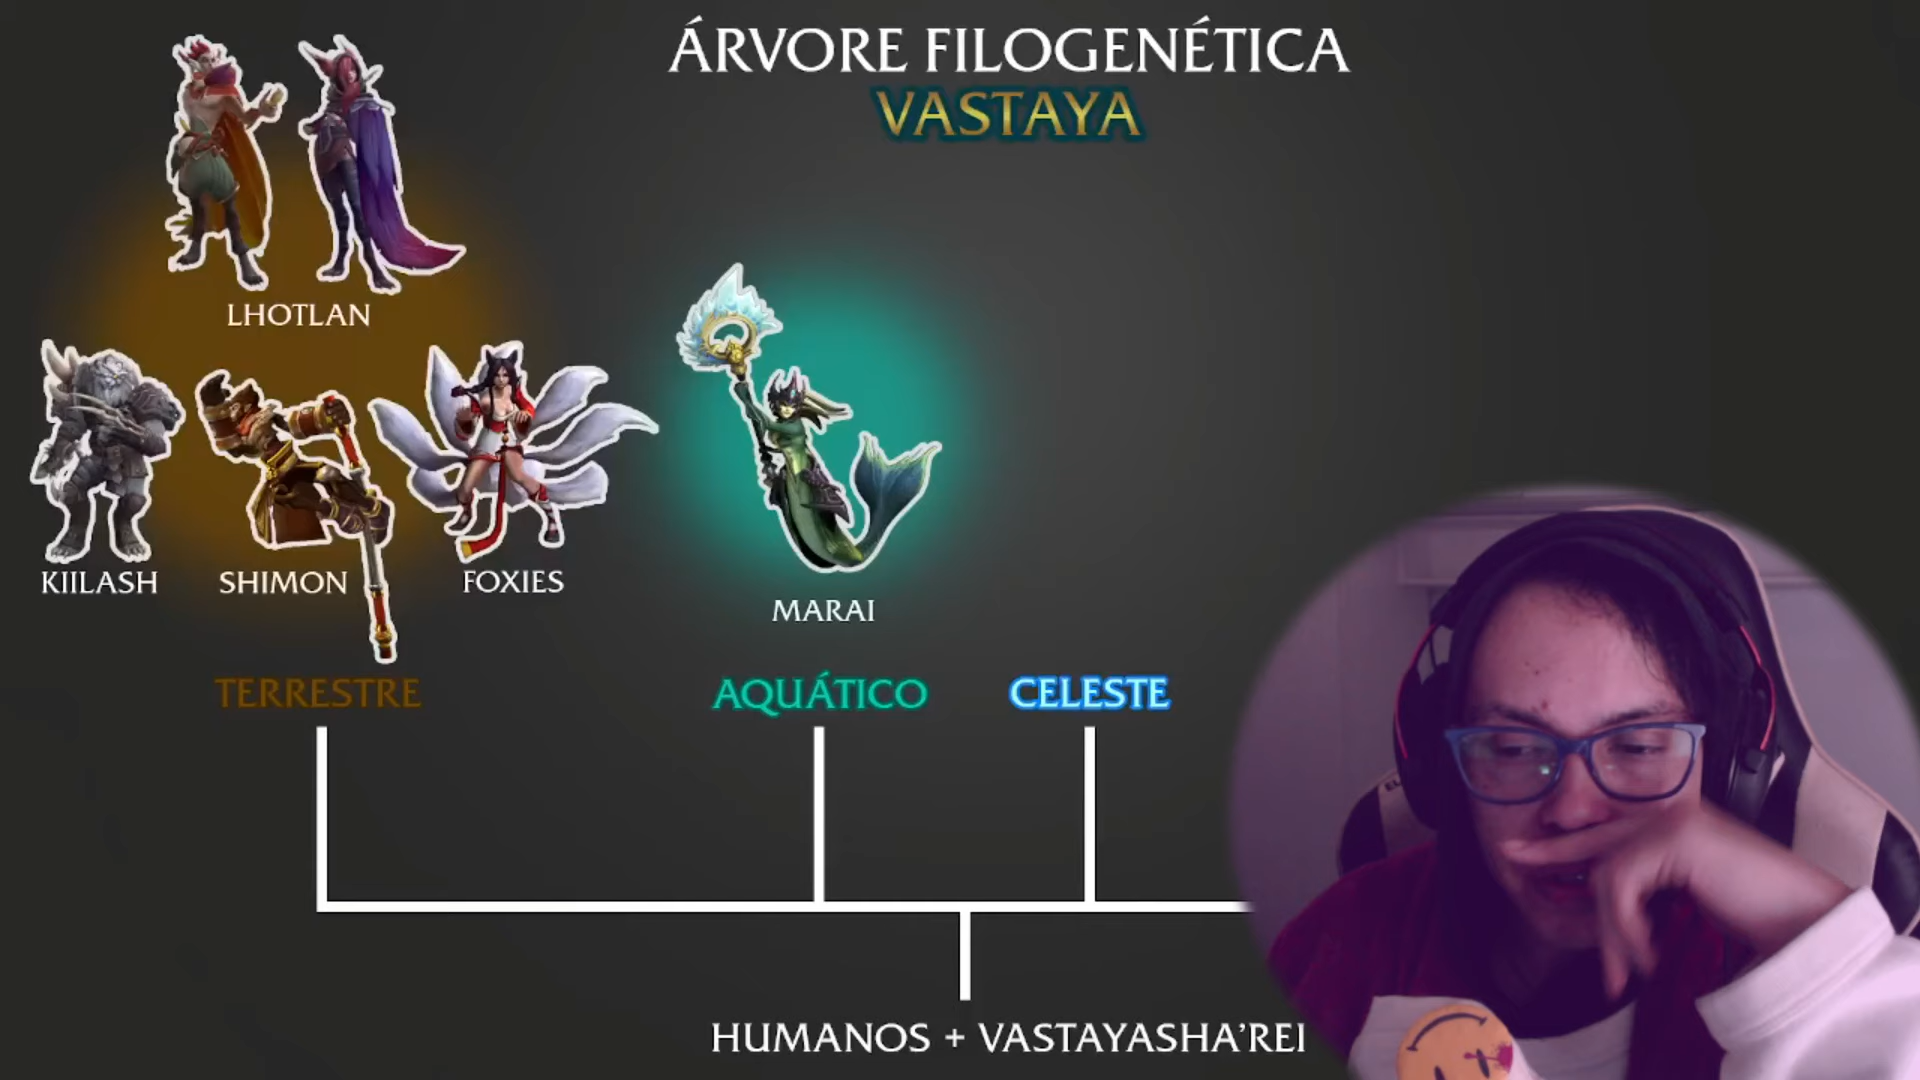 ÁRVORE FILOGENÉTICA
VASTAYA
LHOTLAN
KIILASH
SHIMON
FOXIES
MARAI
TERRESTRE
AQUÁTICO
CELESTE
HUMANOS + VASTAYASHA'REI